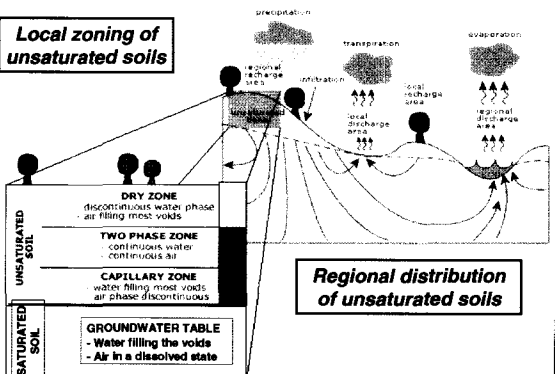 Local zoning of
unsaturated soils
precipitation
transpiration
evaporation
regional
recharge
area
infiltration
local
discharge
area
local
recharge
area
regional
discharge
area
DRY ZONE
discontinuous water phase
- air filling most voids
TWO PHASE ZONE
- continuous water
- continuous air
CAPILLARY ZONE
- water filling most voids
air phase discontinuous
UNSATURATED
SOIL
GROUNDWATER TABLE
- Water filling the voids
- Air in a dissolved state
SATURATED
SOIL
Regional distribution
of unsaturated soils